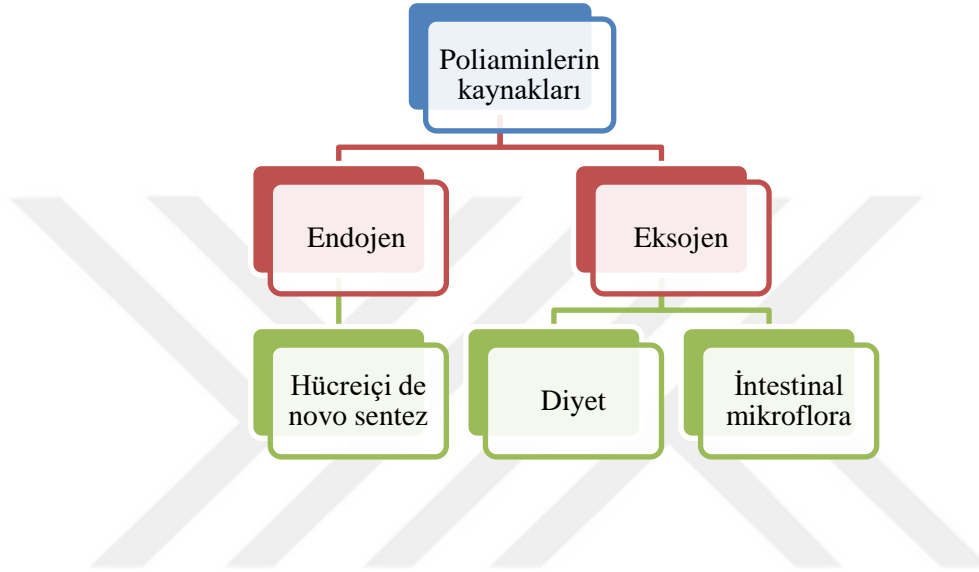 Poliaminlerin
kaynakları
Endojen
Eksojen
Hücreiçi de
novo sentez
Diyet
İntestinal
mikroflora